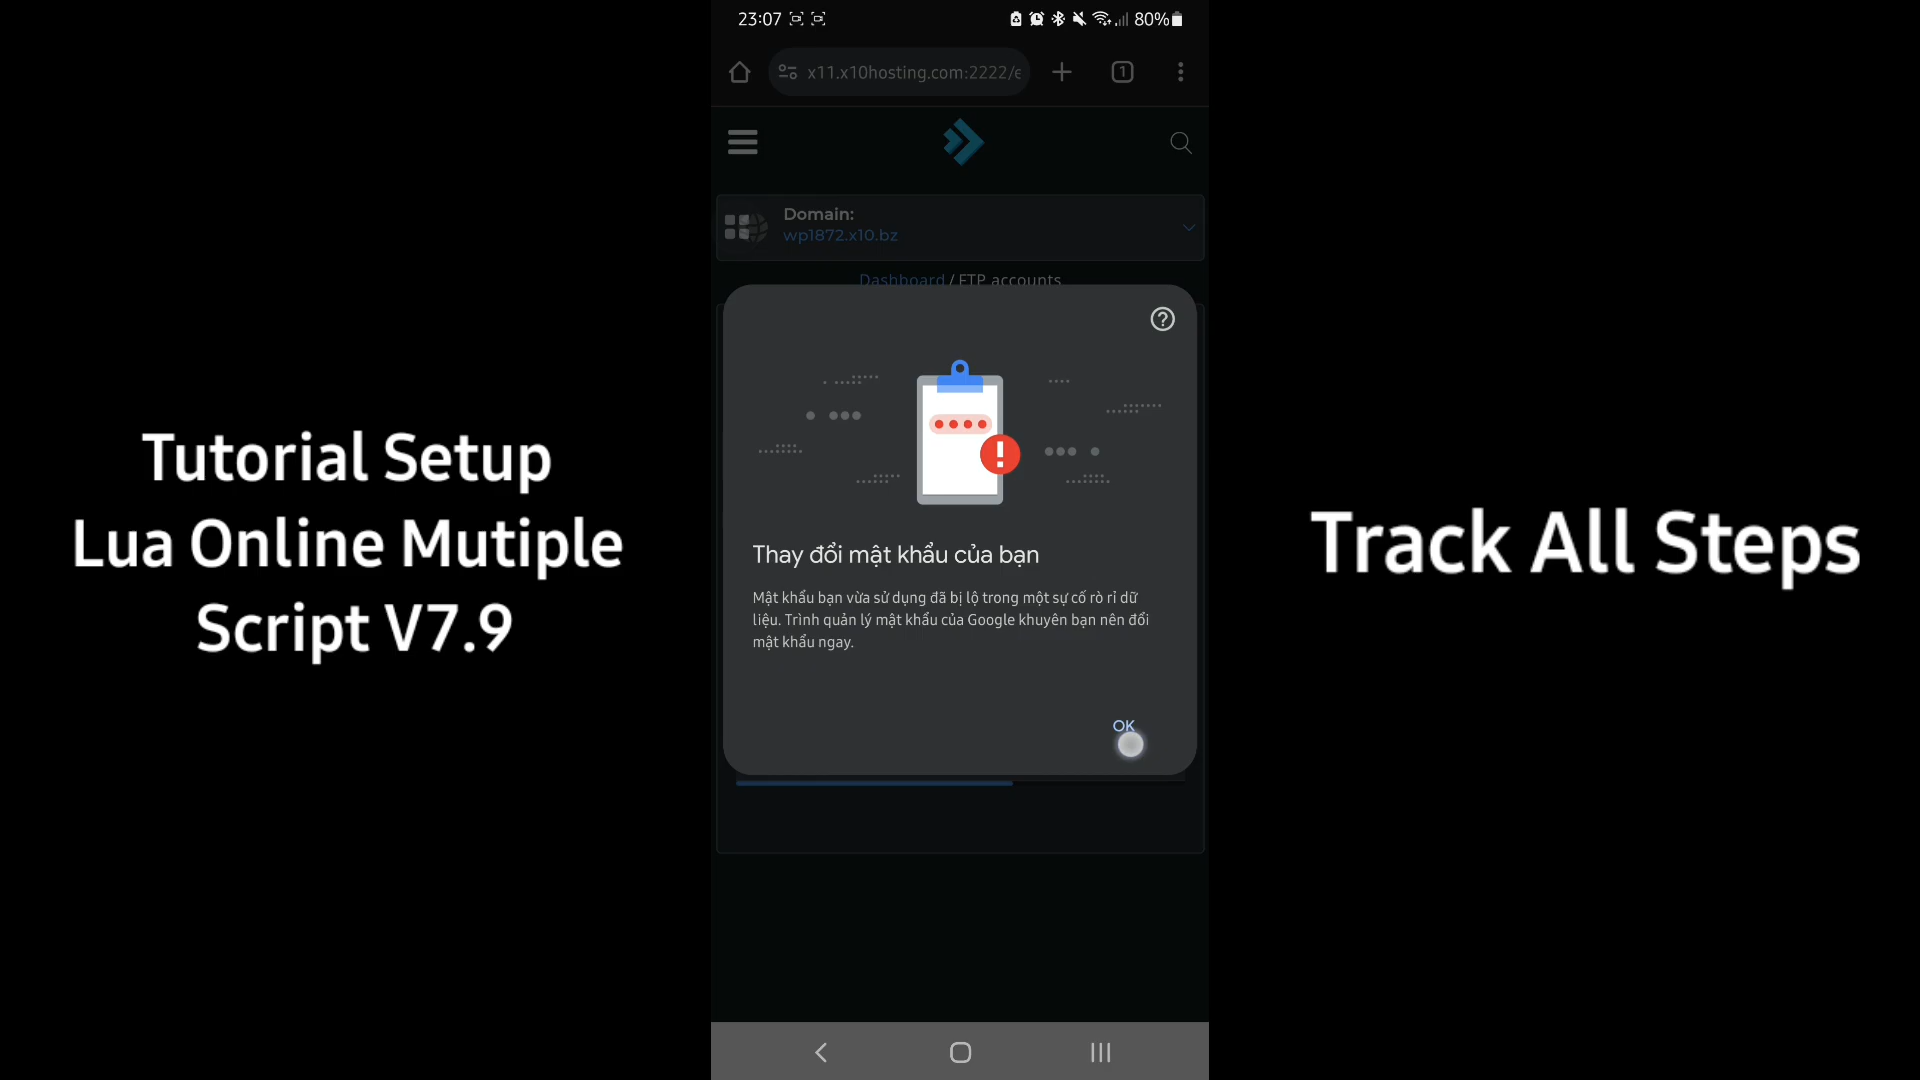 23:07
80%
x11.x10hosting.com:2222/e
1
Domain:
wp1872.x10.bz
Dashboard / FTP accounts
Thay đổi mật khẩu của bạn
Mật khẩu bạn vừa sử dụng đã bị lộ trong một sự cố rò rỉ dữ
liệu. Trình quản lý mật khẩu của Google khuyên bạn nên đổi
mật khẩu ngay.
OK
Tutorial Setup
Lua Online Mutiple
Script V7.9
Track All Steps